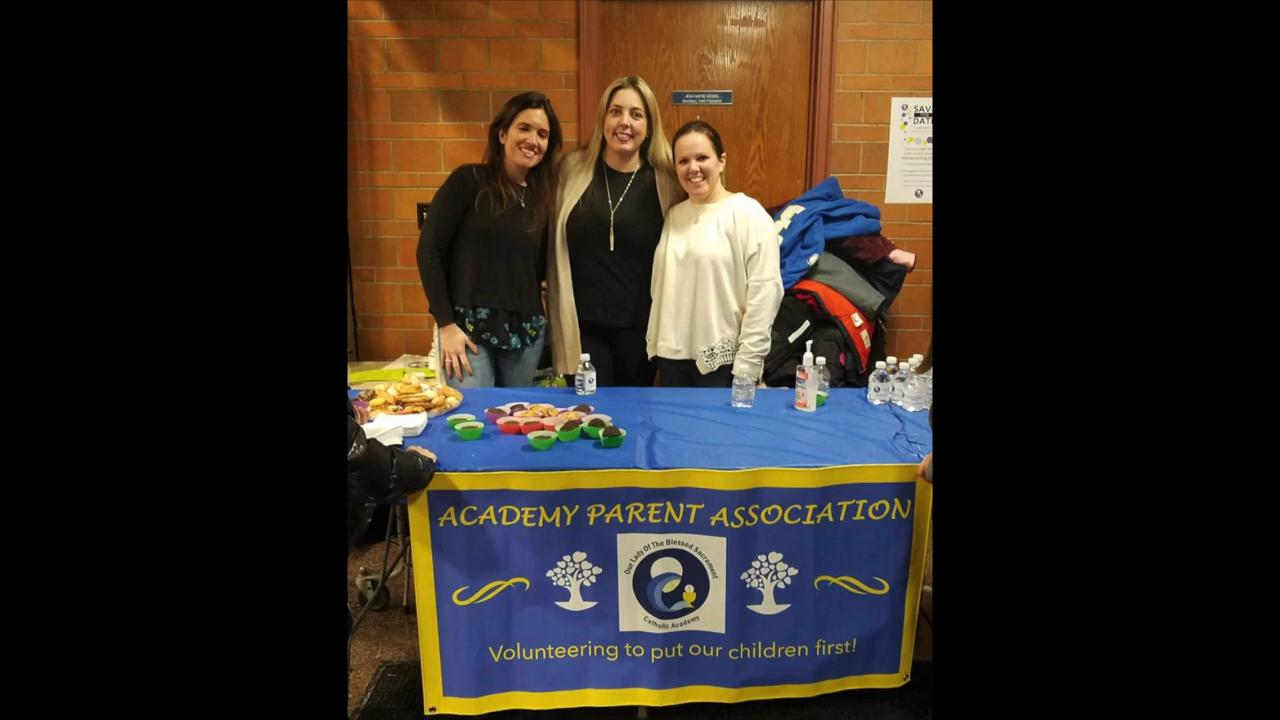 SAVE
THE
DATE
ACADEMY PARENT ASSOCIATION
Our Lady Of The Blessed Sacrament
Catholic Academy
Volunteering to put our children first!